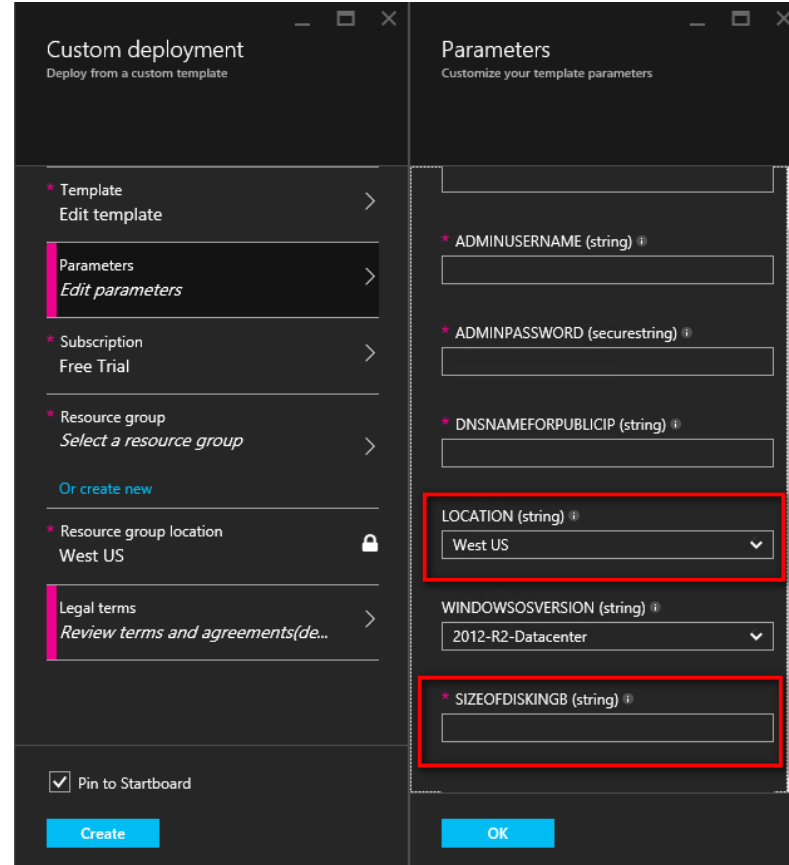 Custom deployment
Deploy from a custom template
* Template
Edit template
Parameters
Edit parameters
* Subscription
Free Trial
* Resource group
Select a resource group
Or create new
* Resource group location
West US
Legal terms
Review terms and agreements(de...
Pin to Startboard
Create
Parameters
Customize your template parameters
* ADMINUSERNAME (string)
* ADMINPASSWORD (securestring)
* DNSNAMEFORPUBLICIP (string)
LOCATION (string)
West US
WINDOWSOSVERSION (string)
2012-R2-Datacenter
* SIZEOFDISKINGB (string)
OK